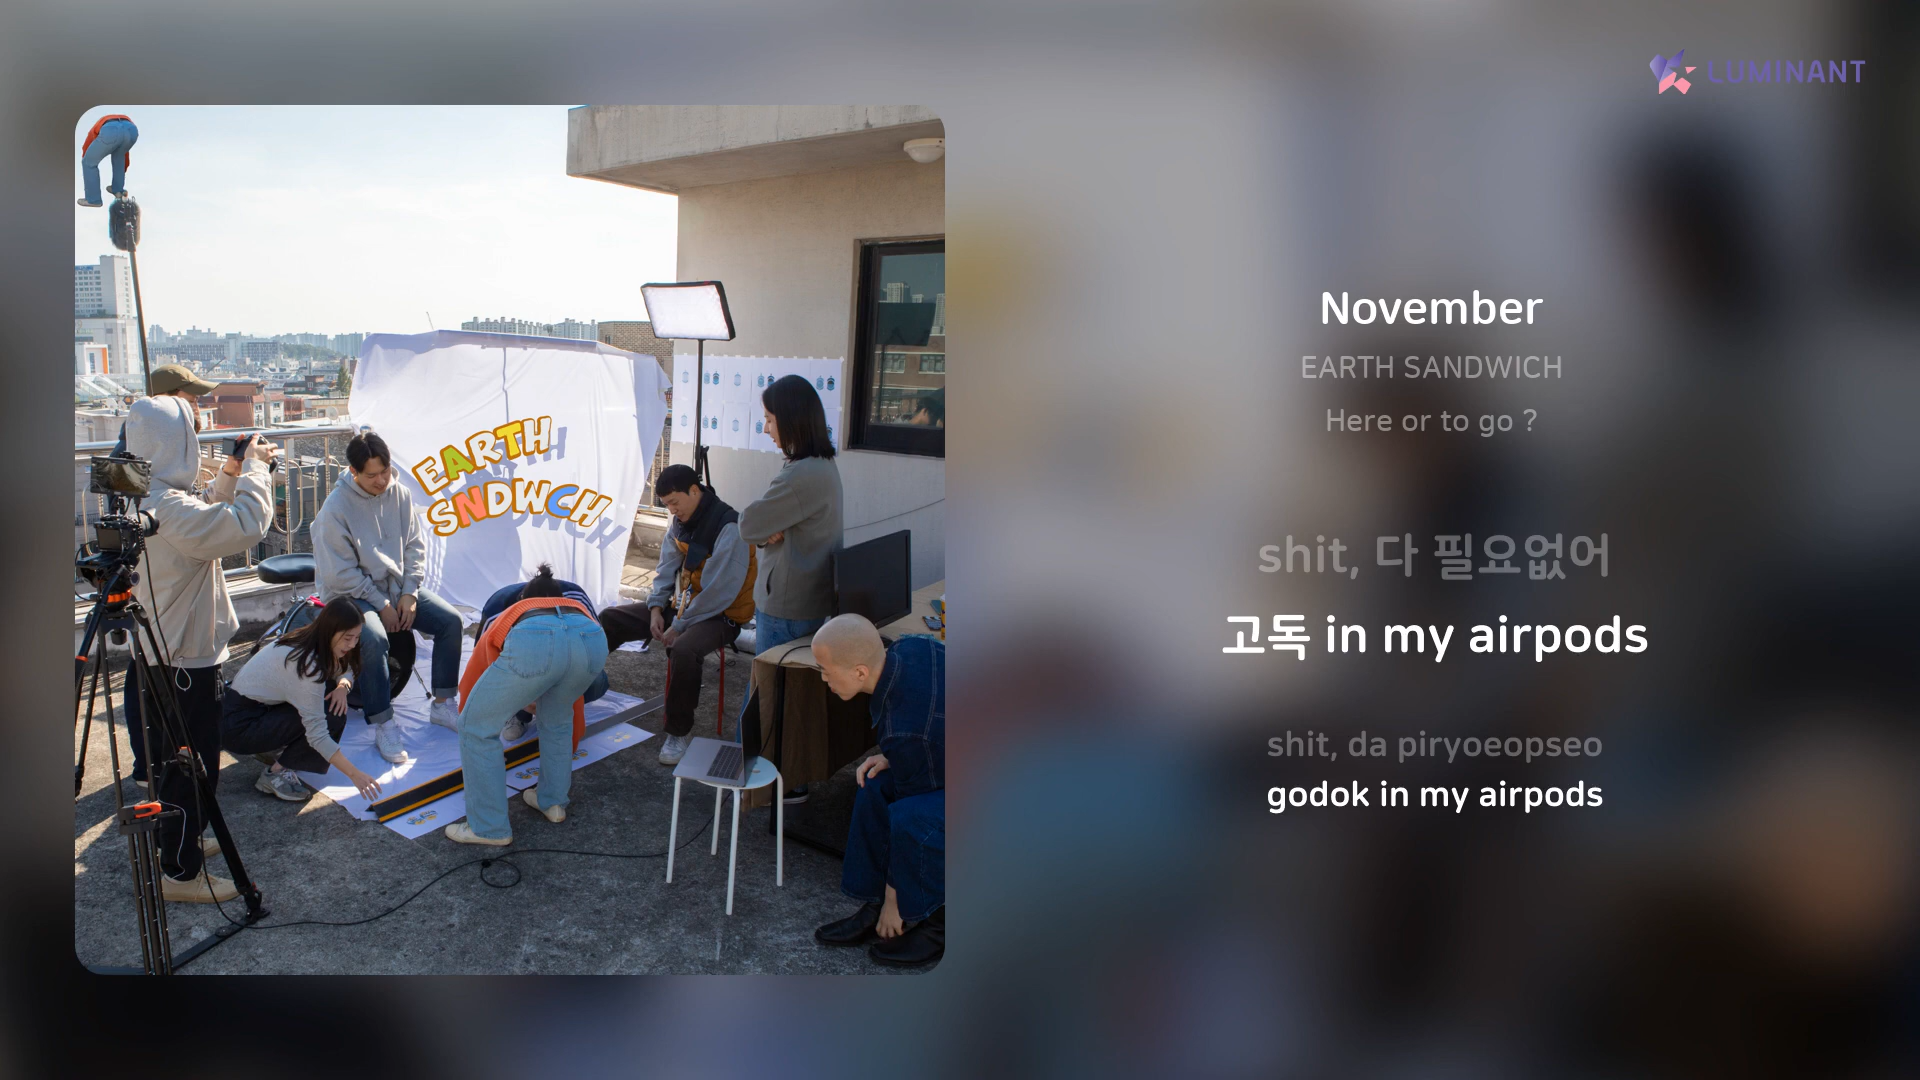 LUMINANT
EARTH
SNDWCH
November
EARTH SANDWICH
Here or to go ?
shit, 다 필요없어
고독 in my airpods
shit, da piryoeopseo
godok in my airpods